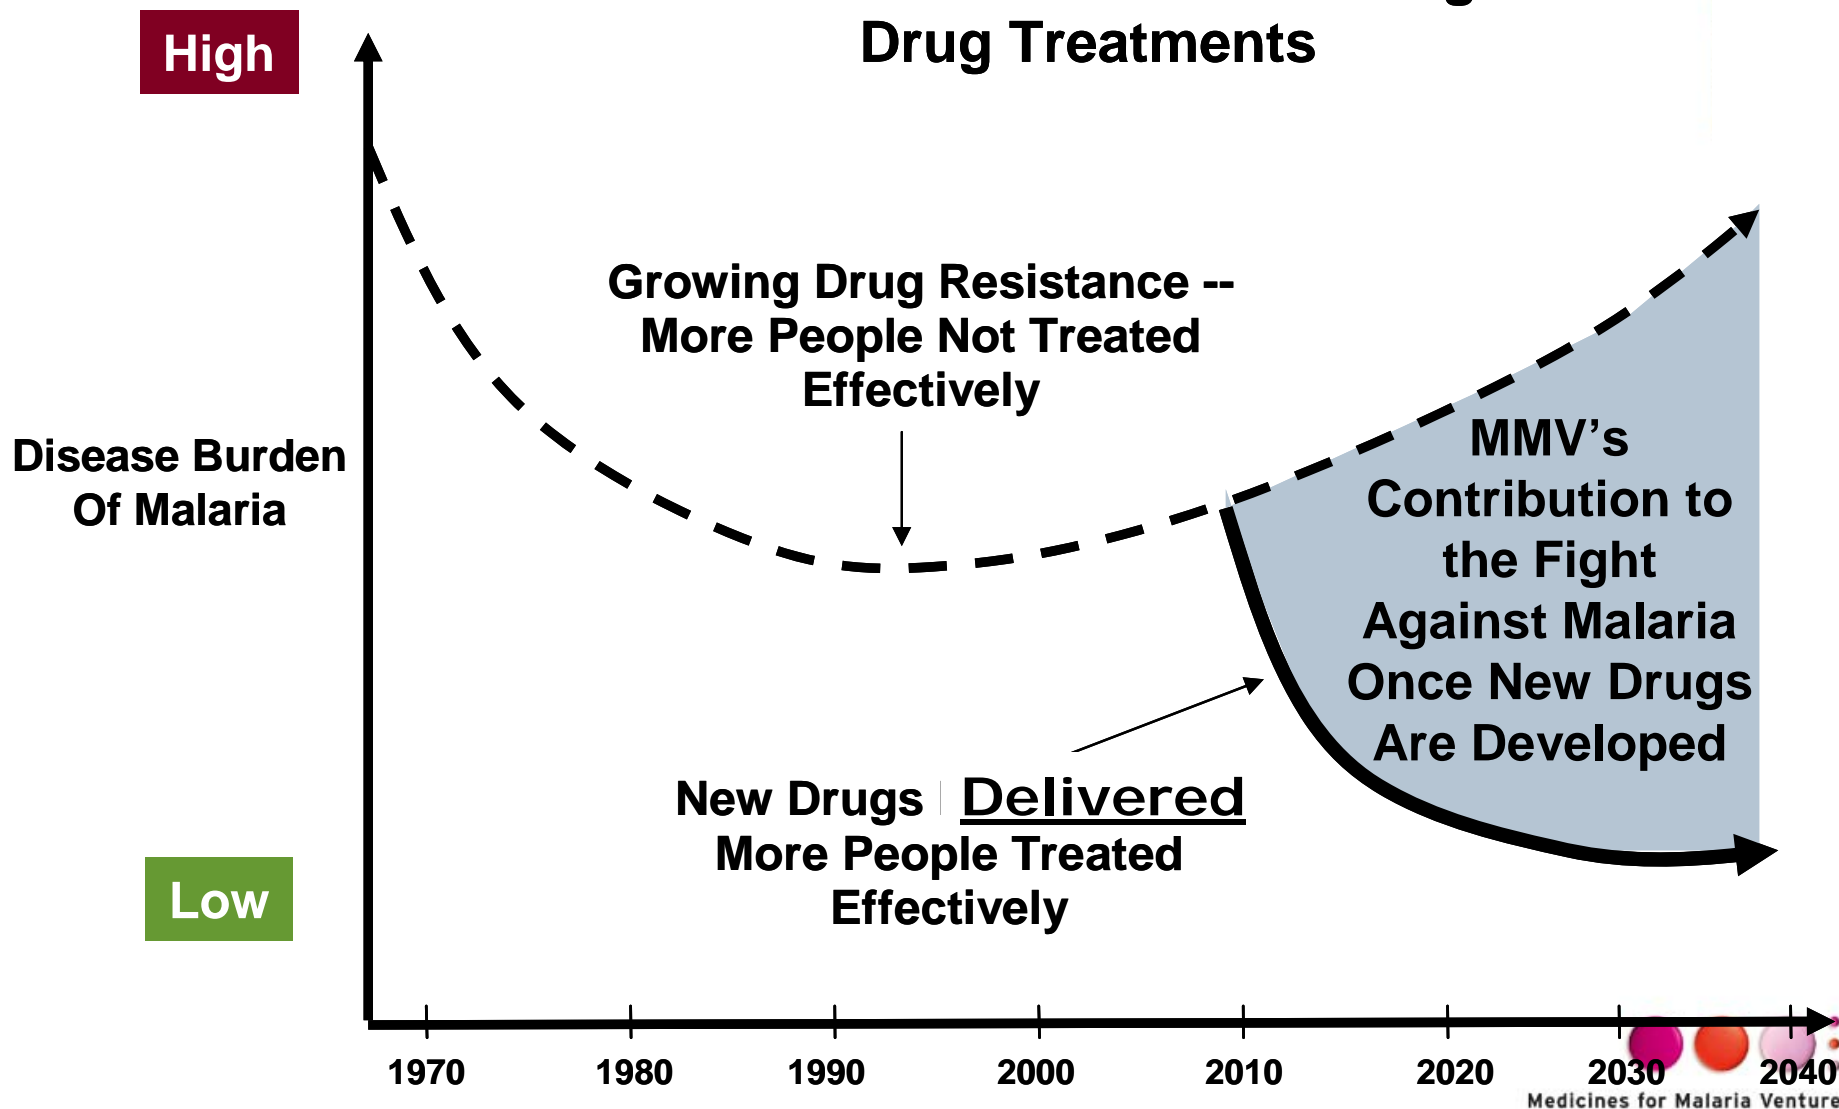 Drug Treatments
High
Growing Drug Resistance --
More People Not Treated
Effectively
Disease Burden
Of Malaria
MMV's
Contribution to
the Fight
Against Malaria
Once New Drugs
Are Developed
New Drugs Delivered
More People Treated
Effectively
Low
1970 1980 1990 2000 2010 2020 2030 2040
Medicines for Malaria Venture